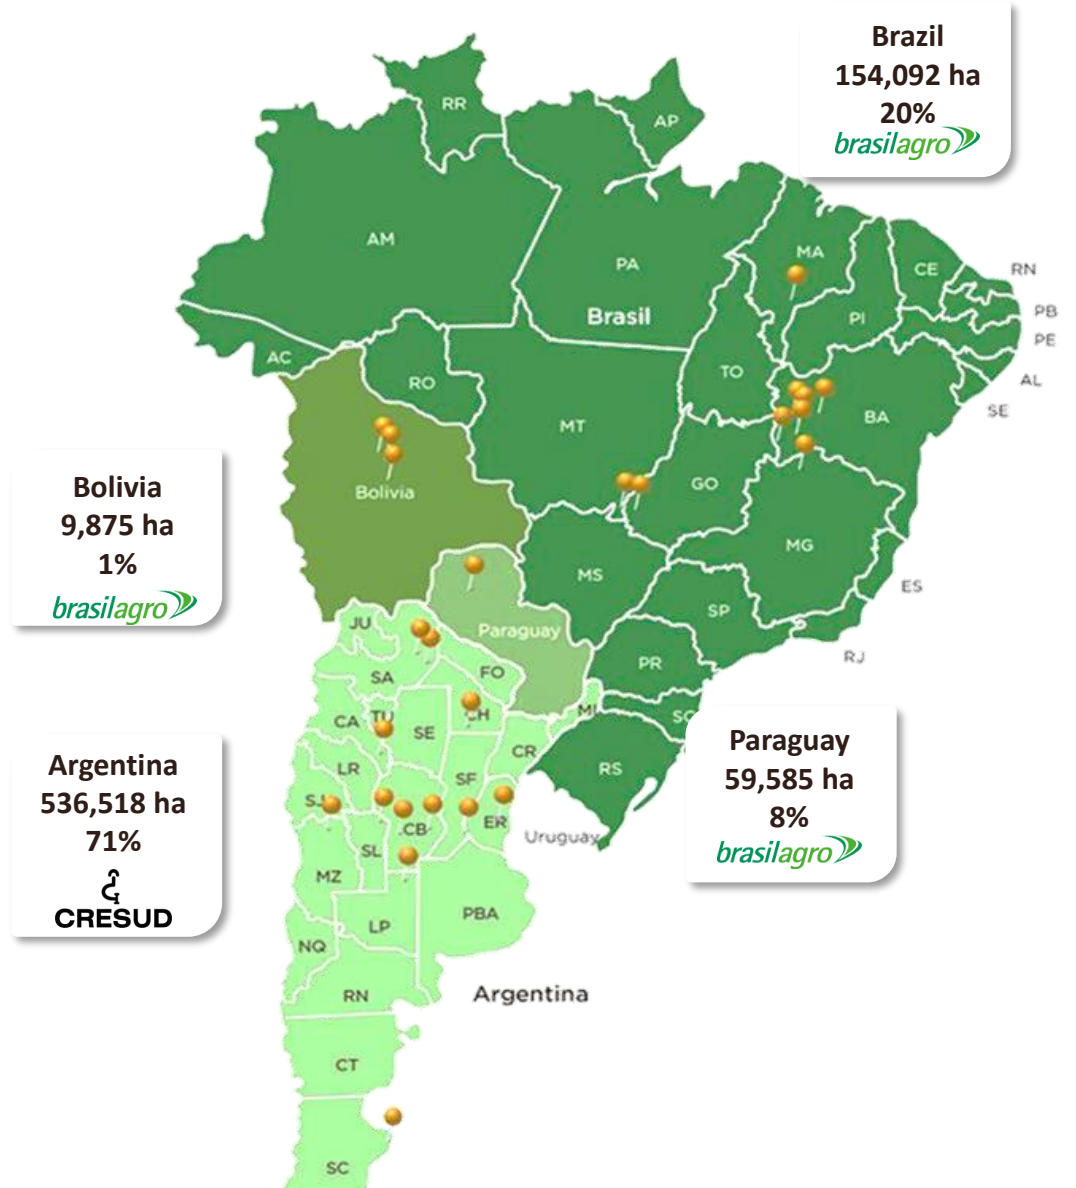 Brazil
154,092 ha
20%
brasilagro
RR
AP
AM
PA
MA
CE
RN
Brasil
PI
PB
PE
AC
RO
TO
AL
SE
MT
BA
Bolivia
9,875 ha
1%
brasilagro
Bolivia
GO
MG
MS
ES
SP
RJ
JU
Paraguay
PR
SA
FO
MI
SC
CA
TU
SE
CH
CR
LR
SF
RS
SJ
CB
ER
Uruguay
Argentina
536,518 ha
71%
CRESUD
Paraguay
59,585 ha
8%
brasilagro
SL
MZ
PBA
LP
NQ
RN
Argentina
CT
SC